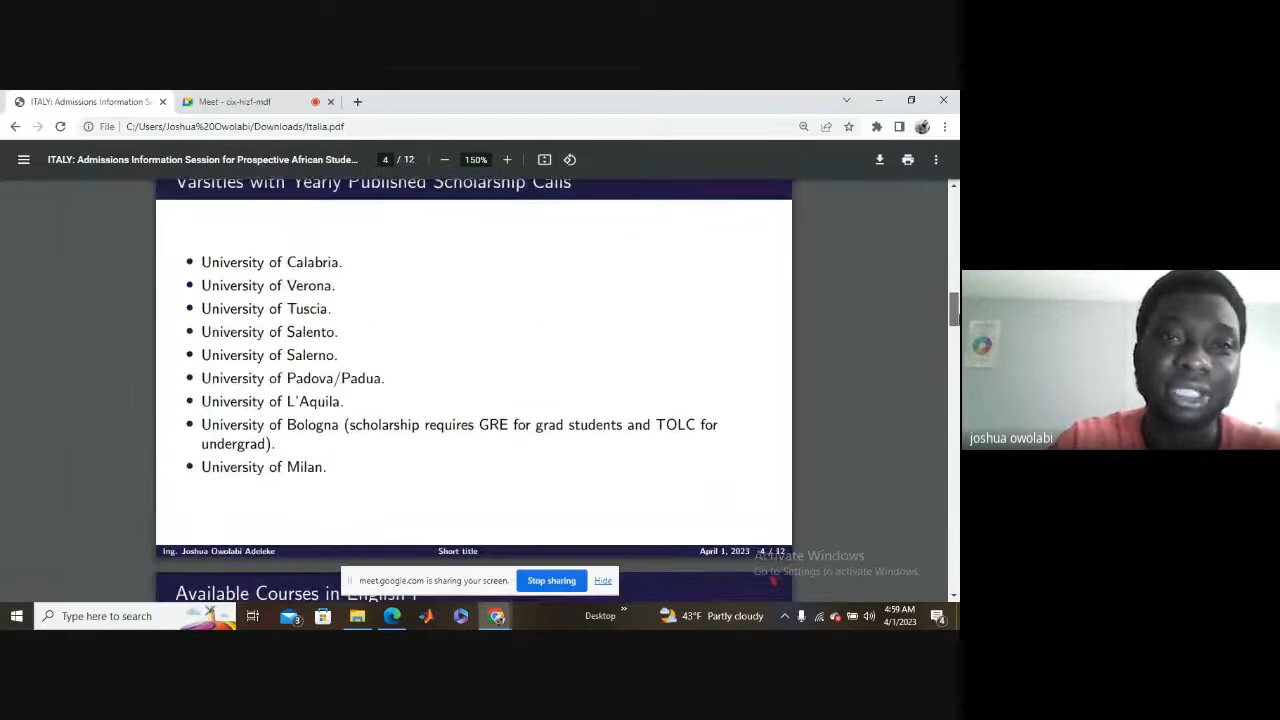 ITALY: Admissions Information S
Meet - cix-hizf-mdf
File C:/Users/Joshua%20Owolabi/Downloads/Italia.pdf
ITALY: Admissions Information Session for Prospective African Stude...
4 / 12
150%
Varsities with Yearly Published Scholarship Calls
University of Calabria.
University of Verona.
University of Tuscia.
University of Salento.
University of Salerno.
University of Padova/Padua.
University of L'Aquila.
University of Bologna (scholarship requires GRE for grad students and TOLC for
undergrad).
University of Milan.
joshua owolabi
Ing. Joshua Owolabi Adeleke Short title April 1, 2023 4 / 12
Activate Windows
Go to Settings to activate Windows.
meet.google.com is sharing your screen. Stop sharing Hide
Available Courses in English I
Type here to search
3
Desktop
43°F Partly cloudy
4:59 AM
4/1/2023
4